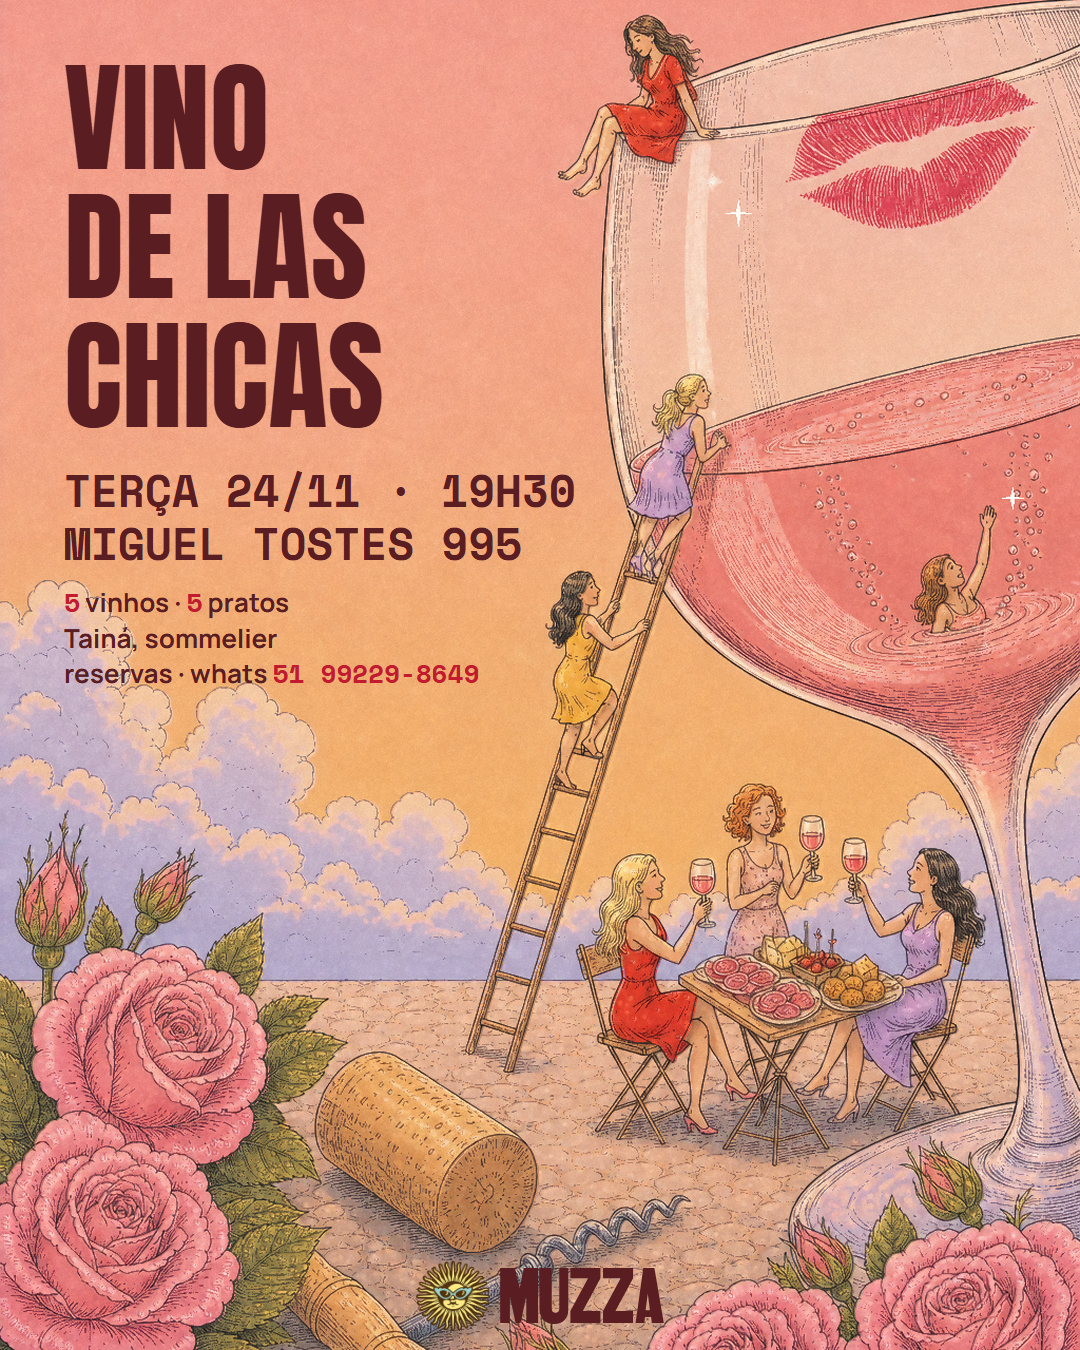 VINO
DE LAS
CHICAS
TERÇA 24/11 · 19H30
MIGUEL TOSTES 995
5 vinhos · 5 pratos
Tainá, sommelier
reservas · whats 51 99229-8649
MUZZA